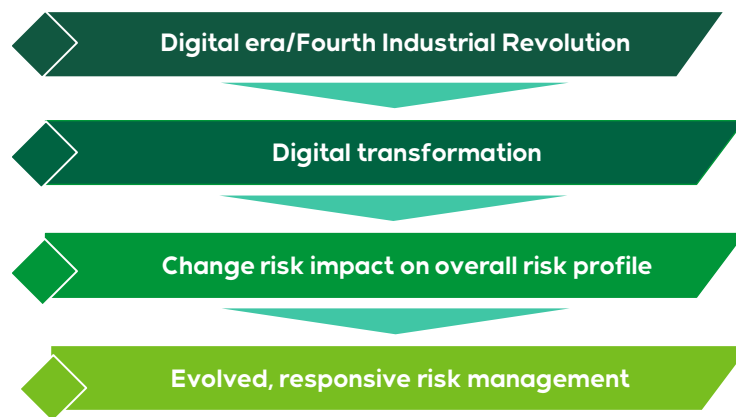 Digital era/Fourth Industrial Revolution
Digital transformation
Change risk impact on overall risk profile
Evolved, responsive risk management